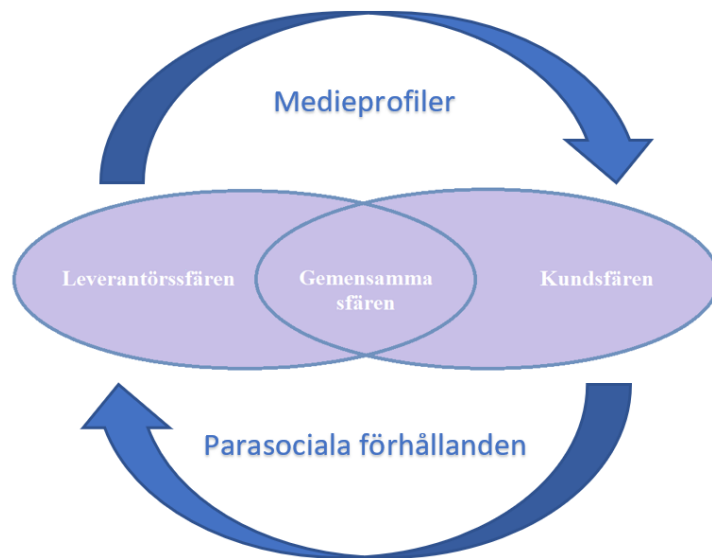 Medieprofiler
Leverantörssfären
Gemensamma
sfären
Kundsfären
Parasociala förhållanden